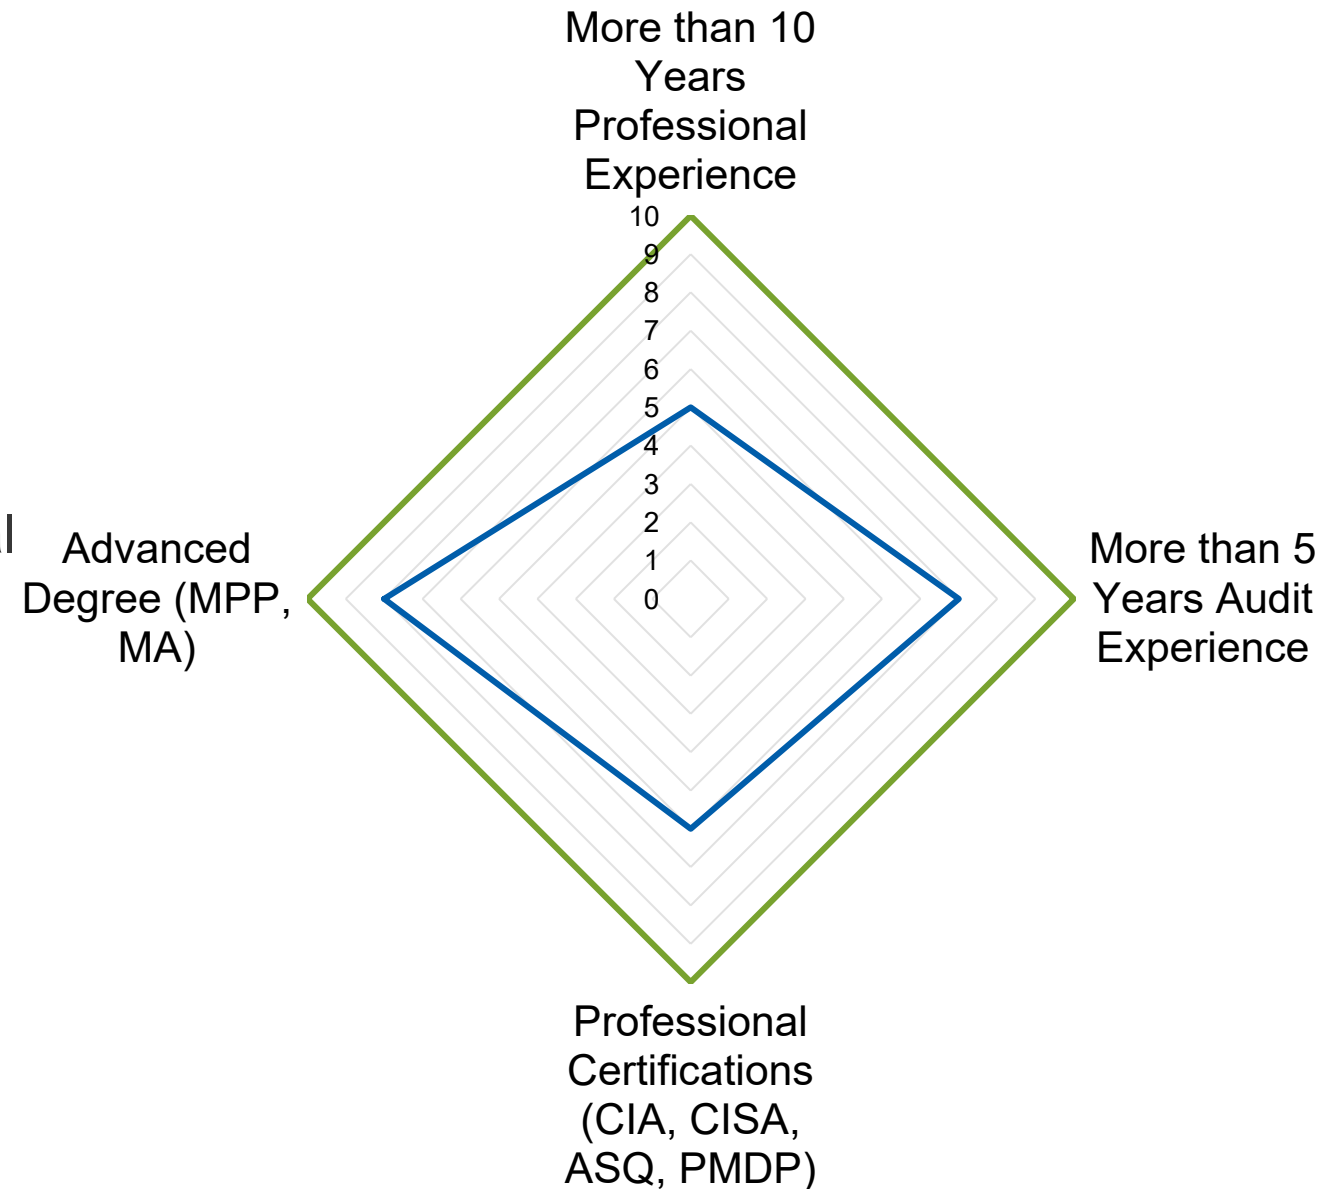 More than 10
Years
Professional
Experience
10
9
8
7
6
5
4
3
2
1
0
Advanced
Degree (MPP,
MA)
More than 5
Years Audit
Experience
Professional
Certifications
(CIA, CISA,
ASQ, PMDP)